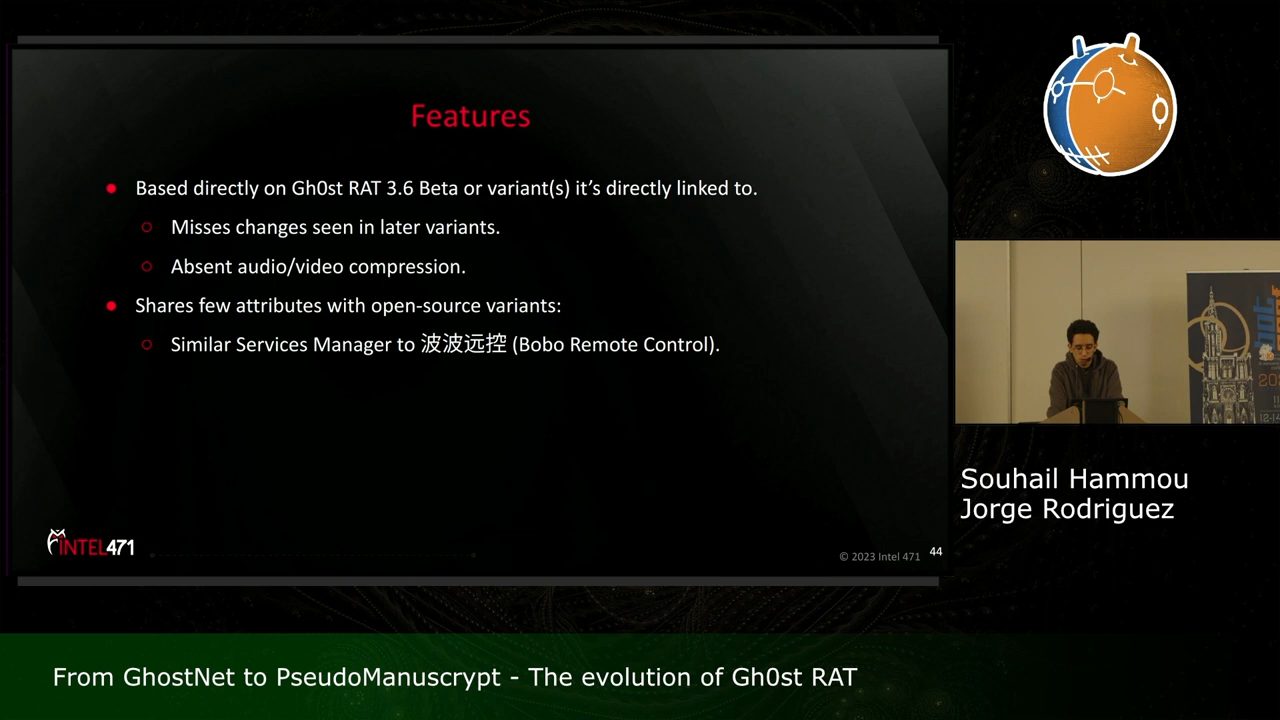 Features
Based directly on Gh0st RAT 3.6 Beta or variant(s) it's directly linked to.
Misses changes seen in later variants.
Absent audio/video compression.
Shares few attributes with open-source variants:
Similar Services Manager to 波波远控 (Bobo Remote Control).
INTEL471
© 2023 Intel 471 44
Souhail Hammou
Jorge Rodriguez
From GhostNet to PseudoManuscrypt - The evolution of Gh0st RAT